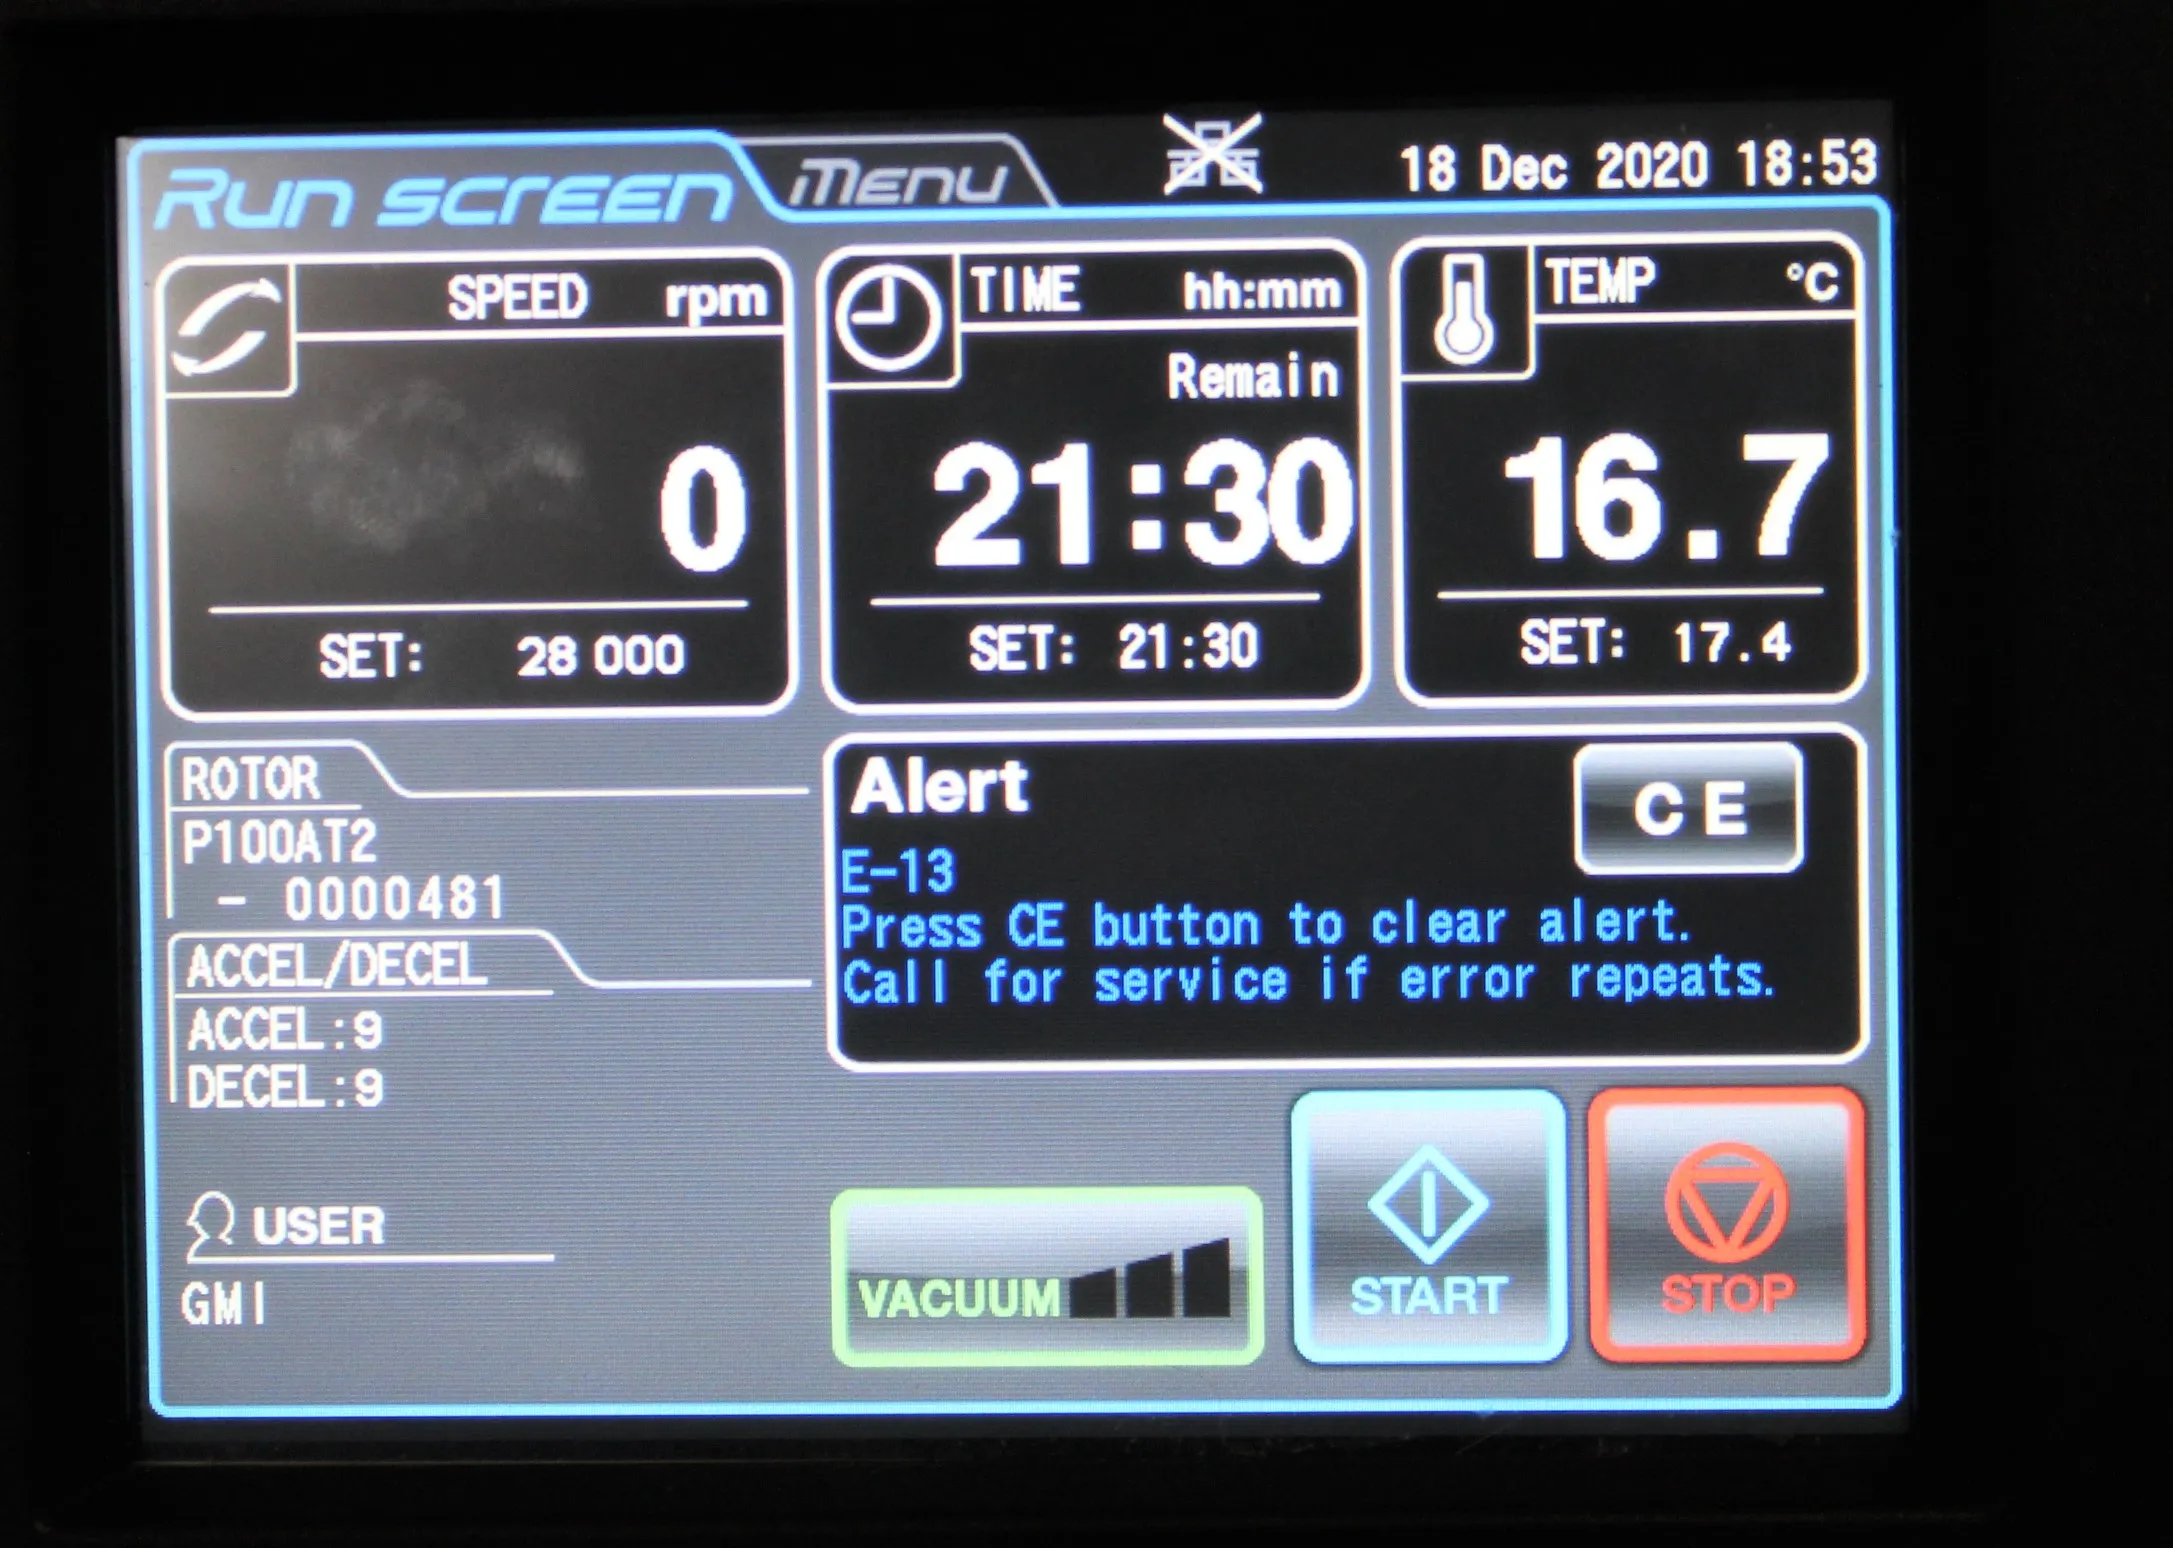 Run screen Menu 18 Dec 2020 18:53
SPEED rpm
0
SET: 28 000
TIME hh:mm
Remain
21:30
SET: 21:30
TEMP °C
16.7
SET: 17.4
ROTOR
P100AT2
- 0000481
ACCEL/DECEL
ACCEL:9
DECEL:9
USER
GMI
Alert
CE
E-13
Press CE button to clear alert.
Call for service if error repeats.
VACUUM
START
STOP